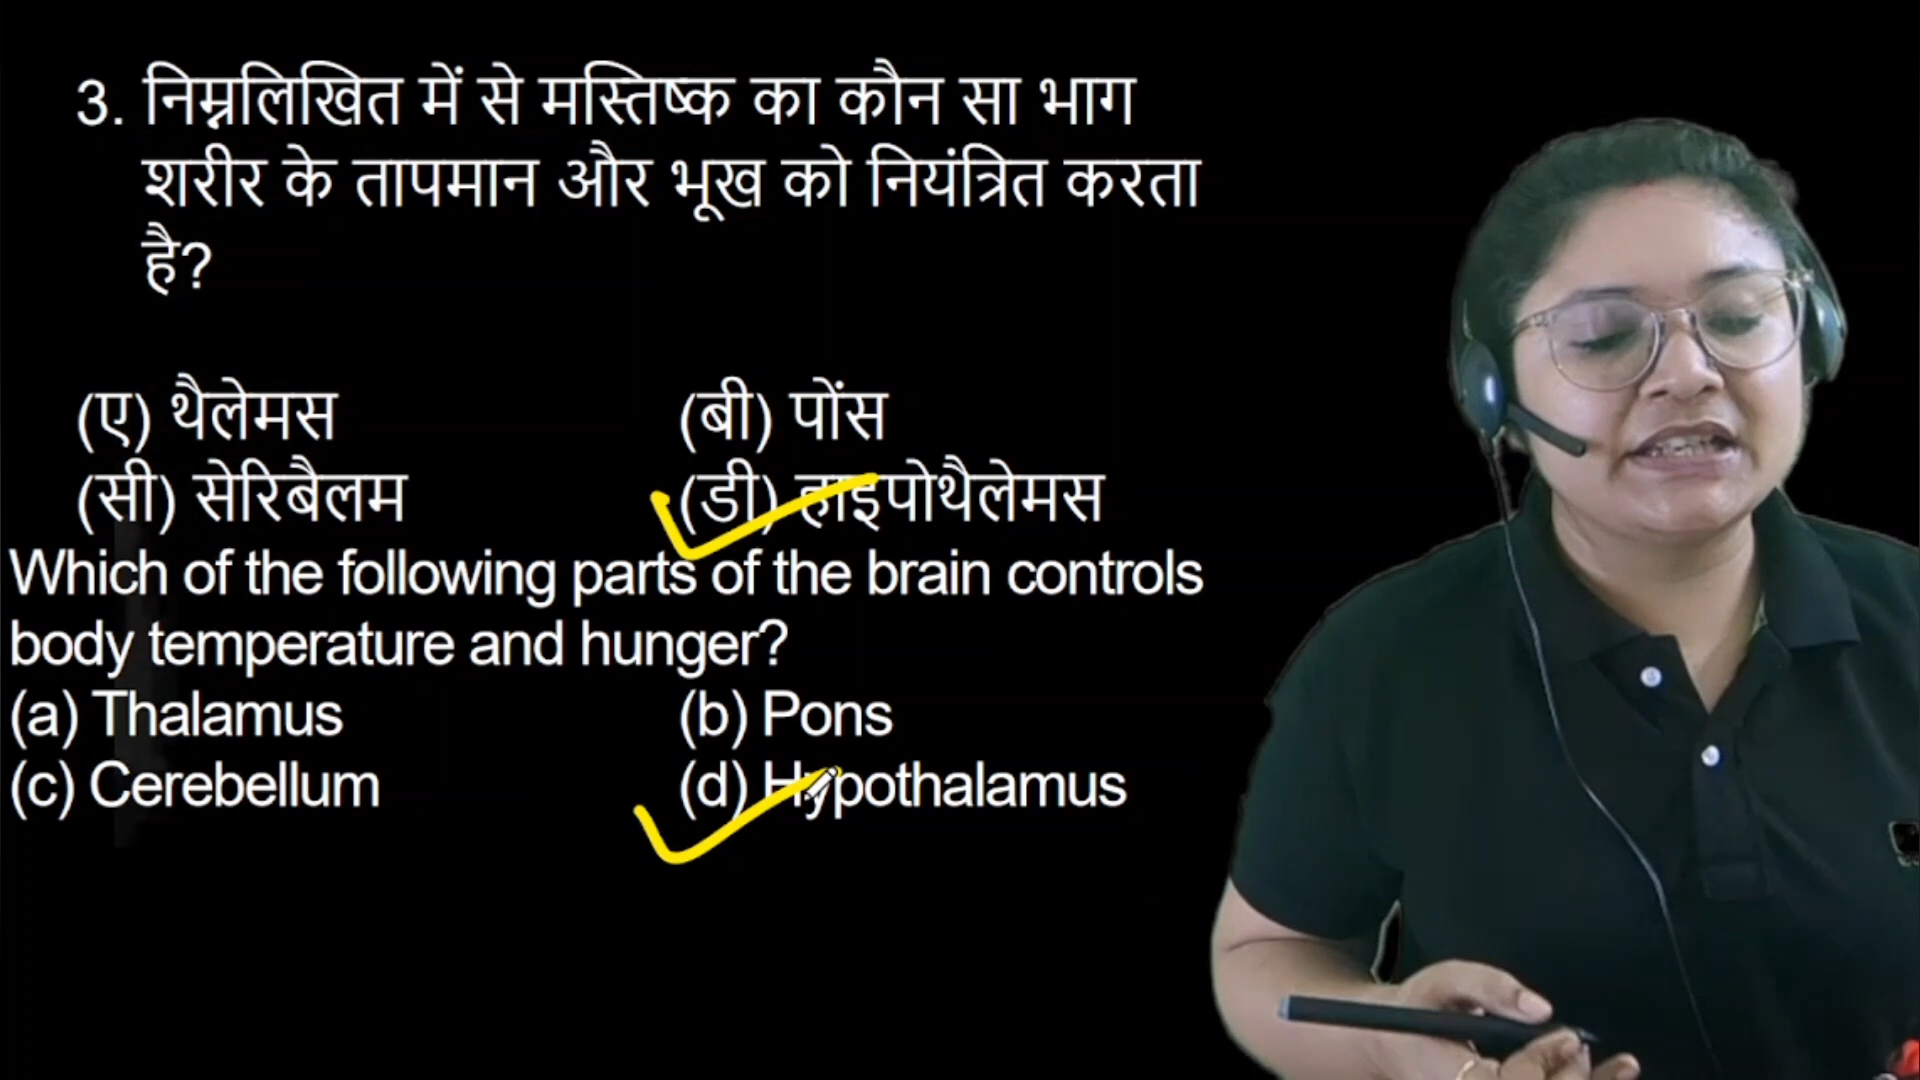 3. निम्नलिखित में से मस्तिष्क का कौन सा भाग
शरीर के तापमान और भूख को नियंत्रित करता
है?
(ए) थैलेमस (बी) पोंस
(सी) सेरिबैलम (डी) हाइपोथैलेमस
Which of the following parts of the brain controls
body temperature and hunger?
(a) Thalamus (b) Pons
(c) Cerebellum (d) Hypothalamus